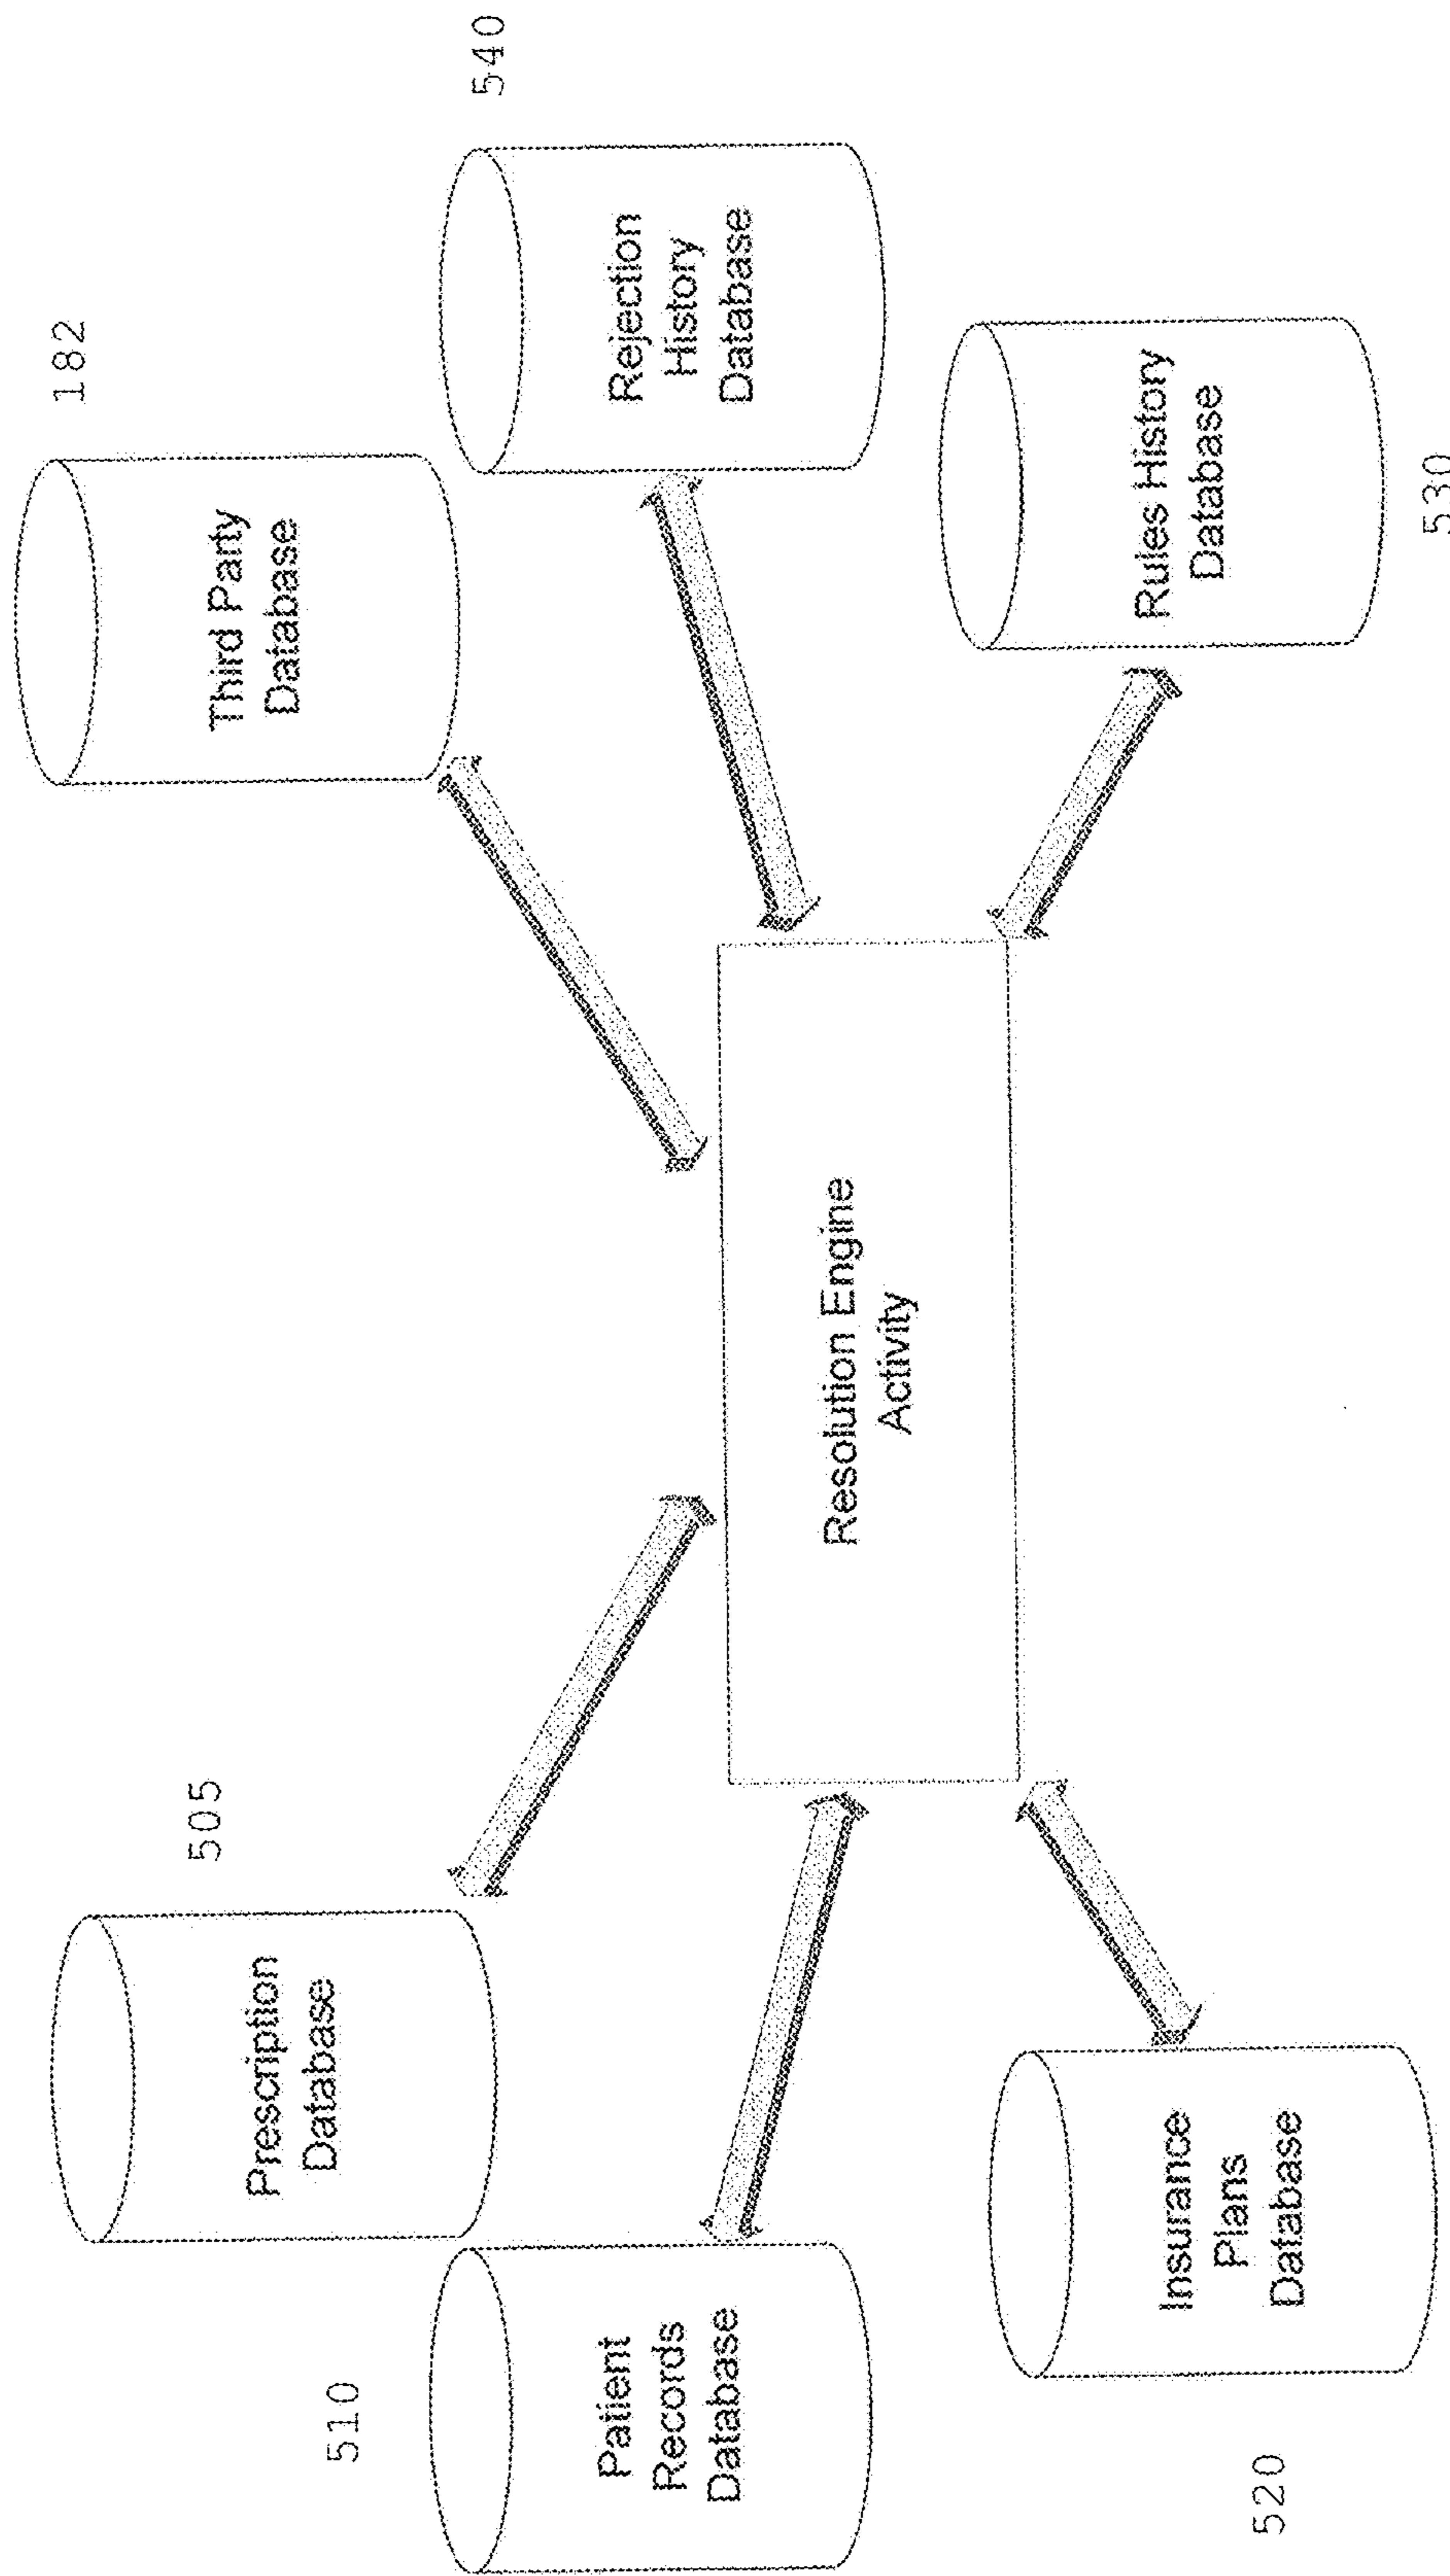 505
Prescription
Database
182
Third Party
Database
510
Patient
Records
Database
540
Rejection
History
Database
Resolution Engine
Activity
520
Insurance
Plans
Database
Rules History
Database
530